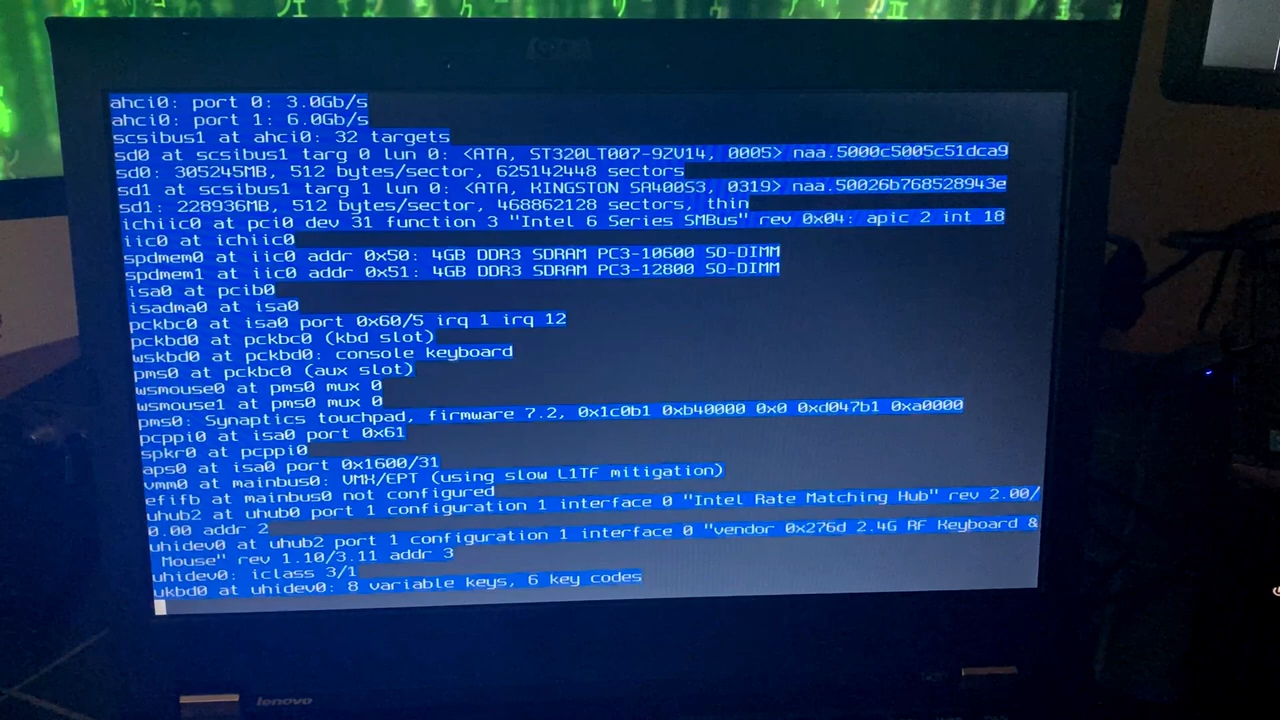 ahci0: port 0: 3.0Gb/s
ahci0: port 1: 6.0Gb/s
scsibus1 at ahci0: 32 targets
sd0 at scsibus1 targ 0 lun 0: <ATA, ST320LT007-9ZV14, 0005> naa.5000c5005c51dca9
sd0: 305245MB, 512 bytes/sector, 625142448 sectors
sd1 at scsibus1 targ 1 lun 0: <ATA, KINGSTON SA400S3, 0319> naa.50026b768528943e
sd1: 228936MB, 512 bytes/sector, 468862128 sectors, thin
ichiic0 at pci0 dev 31 function 3 "Intel 6 Series SMBus" rev 0x04: apic 2 int 18
iic0 at ichiic0
spdmem0 at iic0 addr 0x50: 4GB DDR3 SDRAM PC3-10600 SO-DIMM
spdmem1 at iic0 addr 0x51: 4GB DDR3 SDRAM PC3-12800 SO-DIMM
isa0 at pcib0
isadma0 at isa0
pckbc0 at isa0 port 0x60/5 irq 1 irq 12
pckbd0 at pckbc0 (kbd slot)
wskbd0 at pckbd0: console keyboard
pms0 at pckbc0 (aux slot)
wsmouse0 at pms0 mux 0
wsmouse1 at pms0 mux 0
pms0: Synaptics touchpad, firmware 7.2, 0x1c0b1 0xb40000 0x0 0xd047b1 0xa0000
pcppi0 at isa0 port 0x61
spkr0 at pcppi0
aps0 at isa0 port 0x1600/31
vmm0 at mainbus0: VMX/EPT (using slow L1TF mitigation)
efifb at mainbus0 not configured
uhub2 at uhub0 port 1 configuration 1 interface 0 "Intel Rate Matching Hub" rev 2.00/
0.00 addr 2
uhidev0 at uhub2 port 1 configuration 1 interface 0 "vendor 0x276d 2.4G RF Keyboard &
Mouse" rev 1.10/3.11 addr 3
uhidev0: iclass 3/1
ukbd0 at uhidev0: 8 variable keys, 6 key codes
lenovo